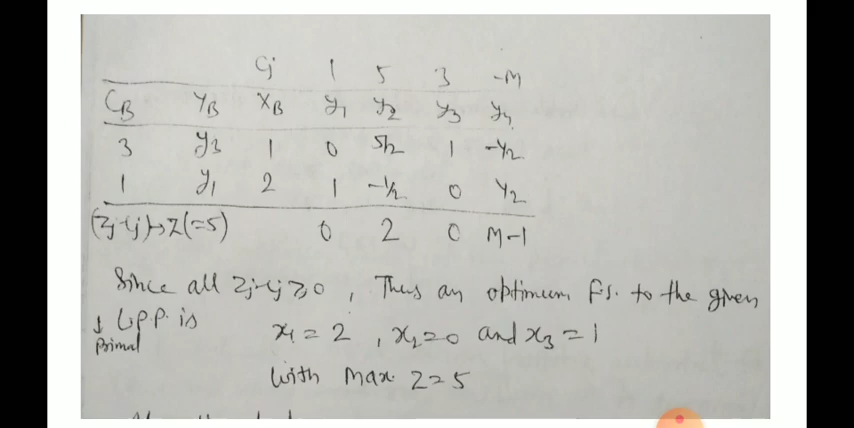 Cj 1 5 3 -M
CB YB XB y1 y2 y3 y4
3 y3 1 0 5/2 1 -1/2
1 y1 2 1 -1/2 0 1/2
(Zj-Cj)→Z(=5) 0 2 0 M-1
Since all Zj-Cj ≥ 0, Thus an optimum f.s. to the given
↓ L.P.P. is
primal
x1 = 2, x2=0 and x3 = 1
with Max. Z=5